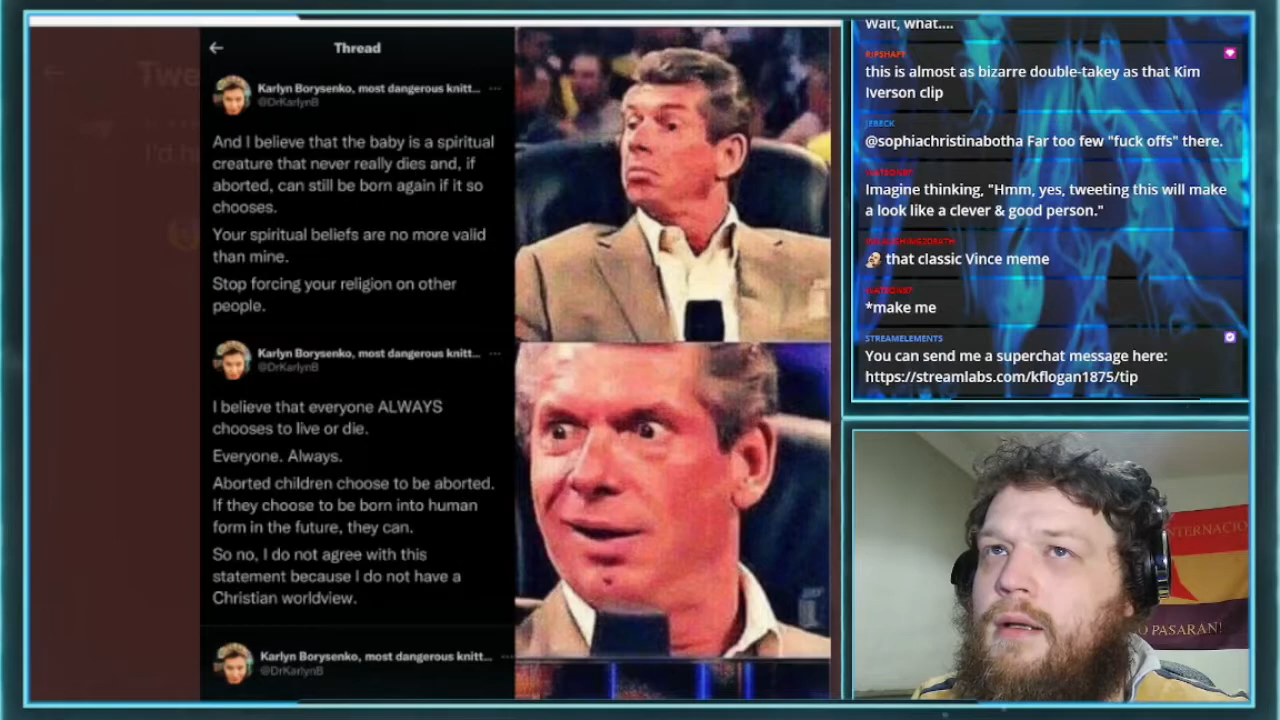 Thread
Karlyn Borysenko, most dangerous knitt...
@DrKarlynB
And I believe that the baby is a spiritual
creature that never really dies and, if
aborted, can still be born again if it so
chooses.
Your spiritual beliefs are no more valid
than mine.
Stop forcing your religion on other
people.
Karlyn Borysenko, most dangerous knitt...
@DrKarlynB
I believe that everyone ALWAYS
chooses to live or die.
Everyone. Always.
Aborted children choose to be aborted.
If they choose to be born into human
form in the future, they can.
So no, I do not agree with this
statement because I do not have a
Christian worldview.
Karlyn Borysenko, most dangerous knitt...
@DrKarlynB
Wait, what....
RIPSHAFT
this is almost as bizarre double-takey as that Kim
Iverson clip
JEBECK
@sophiachristinabotha Far too few "fuck offs" there.
Imagine thinking, "Hmm, yes, tweeting this will make
a look like a clever & good person."
that classic Vince meme
*make me
STREAMELEMENTS
You can send me a superchat message here:
https://streamlabs.com/kflogan1875/tip
INTERNACIO
O PASARAN!